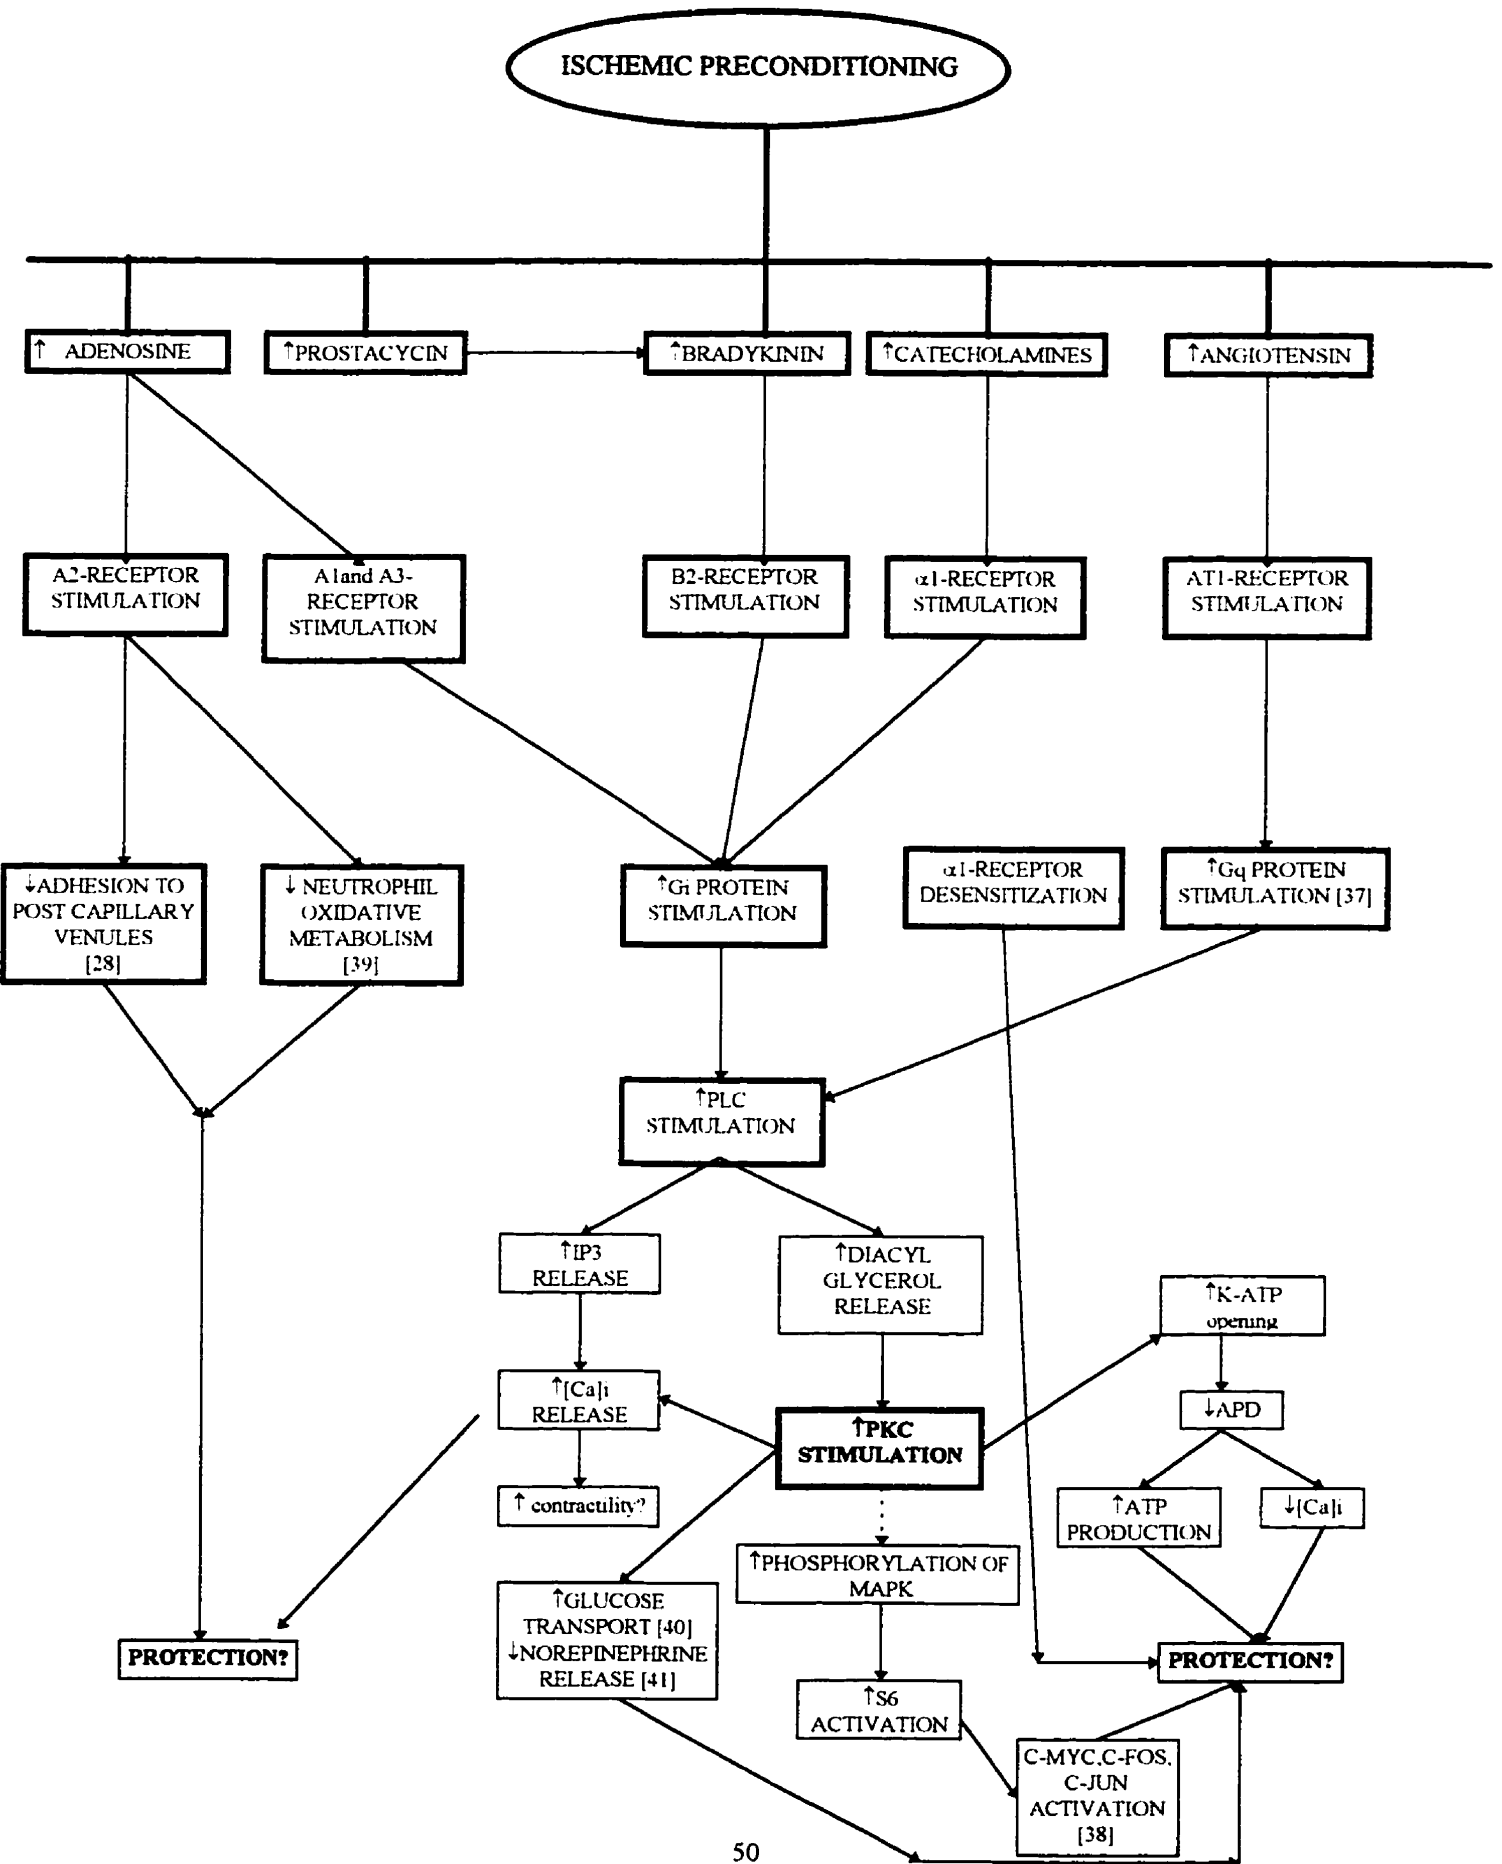 ISCHEMIC PRECONDITIONING
↑ ADENOSINE
↑PROSTACYCIN
↑BRADYKININ
↑CATECHOLAMINES
↑ANGIOTENSIN
A2-RECEPTOR
STIMULATION
A1and A3-
RECEPTOR
STIMULATION
B2-RECEPTOR
STIMULATION
α1-RECEPTOR
STIMULATION
AT1-RECEPTOR
STIMULATION
↓ADHESION TO
POST CAPILLARY
VENULES
[28]
↓ NEUTROPHIL
OXIDATIVE
METABOLISM
[39]
↑Gi PROTEIN
STIMULATION
α1-RECEPTOR
DESENSITIZATION
↑Gq PROTEIN
STIMULATION [37]
↑PLC
STIMULATION
↑IP3
RELEASE
↑DIACYL
GLYCEROL
RELEASE
↑K-ATP
opening
↑[Ca]i
RELEASE
↑PKC
STIMULATION
↓APD
↑ contractility?
↑ATP
PRODUCTION
↓[Ca]i
↑PHOSPHORYLATION OF
MAPK
↑GLUCOSE
TRANSPORT [40]
↓NOREPINEPHRINE
RELEASE [41]
PROTECTION?
PROTECTION?
↑S6
ACTIVATION
C-MYC,C-FOS,
C-JUN
ACTIVATION
[38]
50